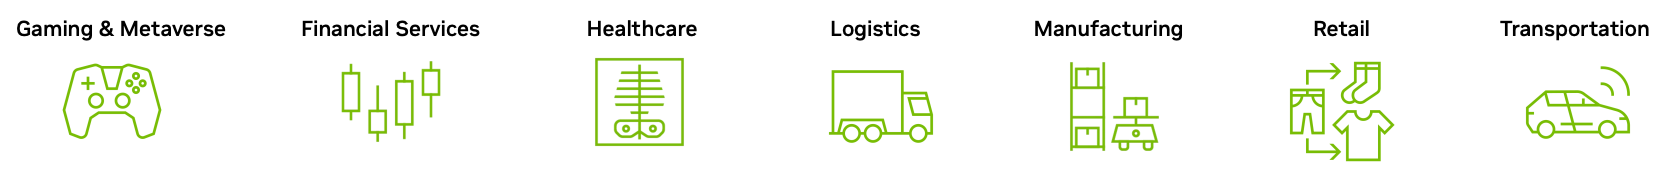 Gaming & Metaverse
Financial Services
Healthcare
Logistics
Manufacturing
Retail
Transportation